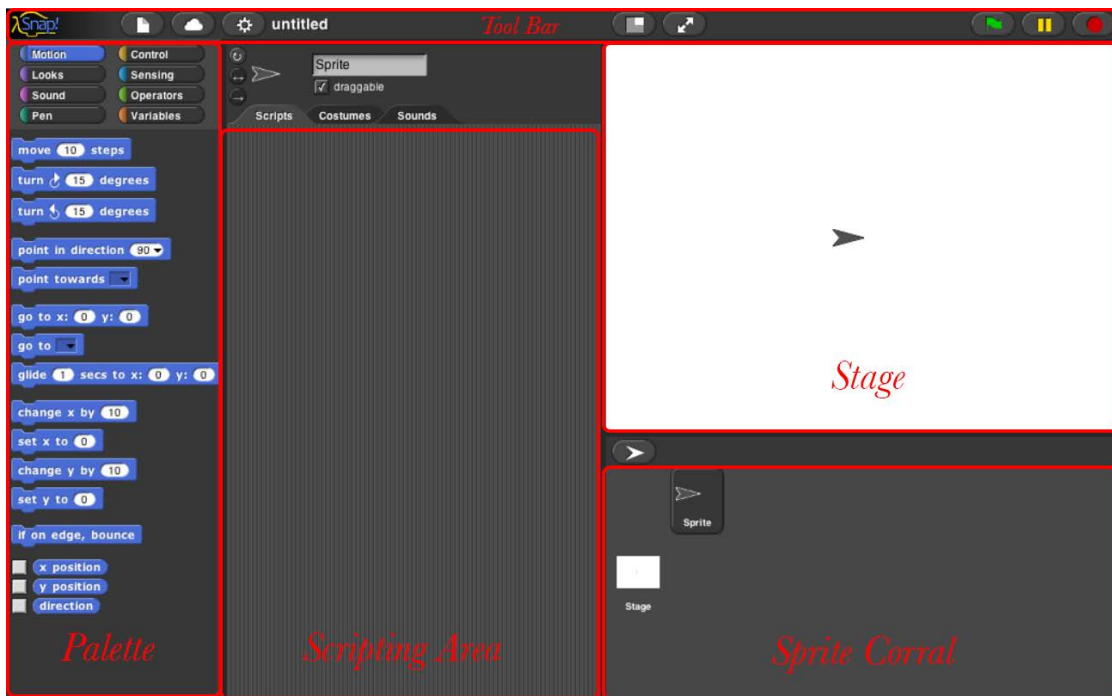 λSnap!
untitled
Tool Bar
Motion Control
Looks Sensing
Sound Operators
Pen Variables
move 10 steps
turn 15 degrees
turn 15 degrees
point in direction 90
point towards
go to x: 0 y: 0
go to
glide 1 secs to x: 0 y: 0
change x by 10
set x to 0
change y by 10
set y to 0
if on edge, bounce
x position
y position
direction
Palette
Sprite
draggable
Scripts Costumes Sounds
Scripting Area
Stage
Sprite
Stage
Sprite Corral